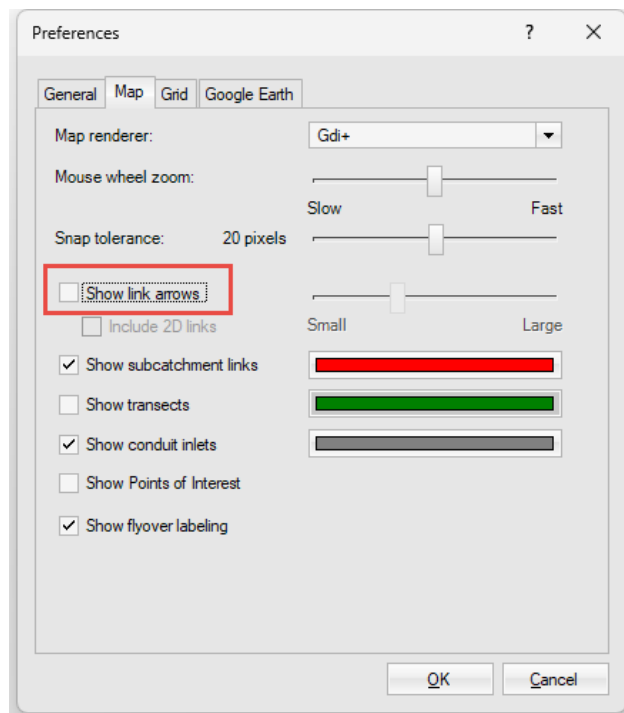 Preferences ?
General Map Grid Google Earth
Map renderer: Gdi+
Mouse wheel zoom:
Slow Fast
Snap tolerance: 20 pixels
Show link arrows
Include 2D links Small Large
Show subcatchment links
Show transects
Show conduit inlets
Show Points of Interest
Show flyover labeling
OK Cancel